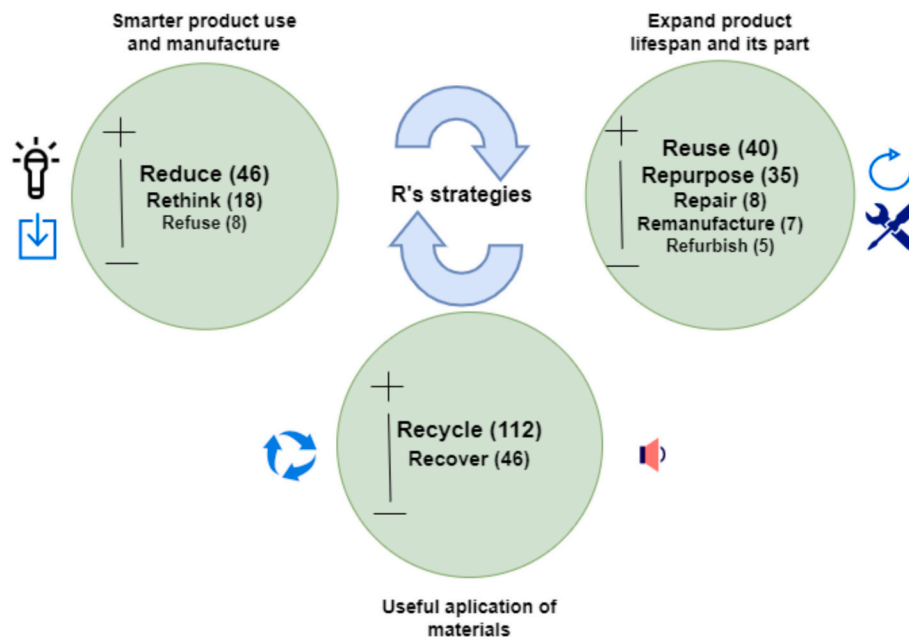 Smarter product use
and manufacture
Reduce (46)
Rethink (18)
Refuse (8)
R's strategies
Expand product
lifespan and its part
Reuse (40)
Repurpose (35)
Repair (8)
Remanufacture (7)
Refurbish (5)
Recycle (112)
Recover (46)
Useful aplication of
materials